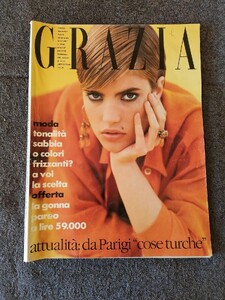 GRAZIA
moda
tonalità
sabbia
o colori
frizzanti?
a voi
la scelta
offerta
la gonna
pareo
a lire 59.000
attualità: da Parigi "cose turche"